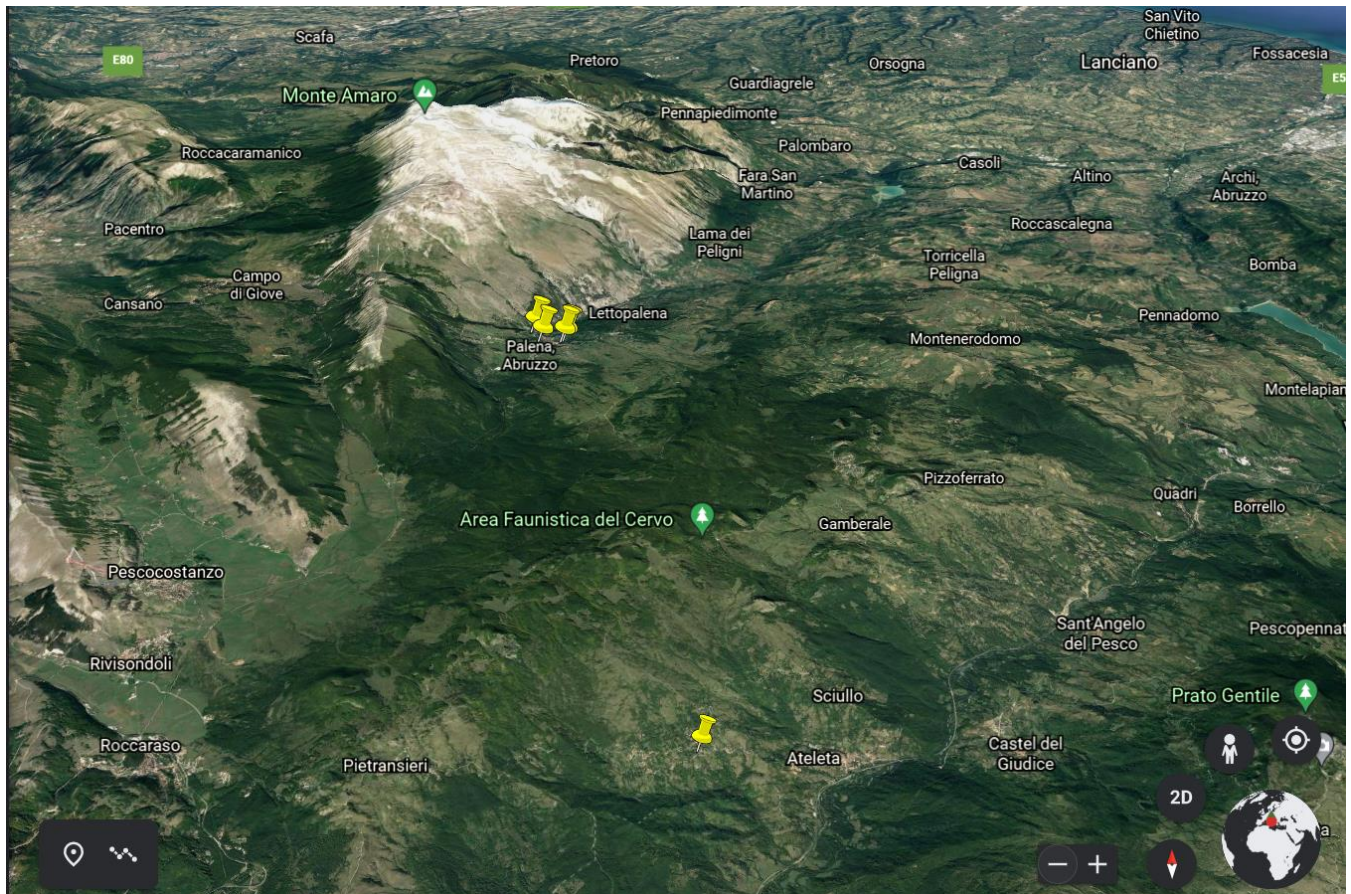 San Vito
Chietino
Scafa
E80
Pretoro
Orsogna
Lanciano
Fossacesia
Guardiagrele
E5
Monte Amaro
Pennapiedimonte
Palombaro
Roccacaramanico
Casoli
Altino
Archi,
Abruzzo
Fara San
Martino
Pacentro
Lama dei
Peligni
Roccascalegna
Torricella
Peligna
Bomba
Campo
di Giove
Cansano
Lettopalena
Pennadomo
Palena,
Abruzzo
Montenerodomo
Montelapian
Pizzoferrato
Quadri
Borrello
Area Faunistica del Cervo
Gamberale
Pescocostanzo
Sant'Angelo
del Pesco
Pescopennat
Rivisondoli
Sciullo
Prato Gentile
Roccaraso
Pietransieri
Ateleta
Castel del
Giudice
2D
a